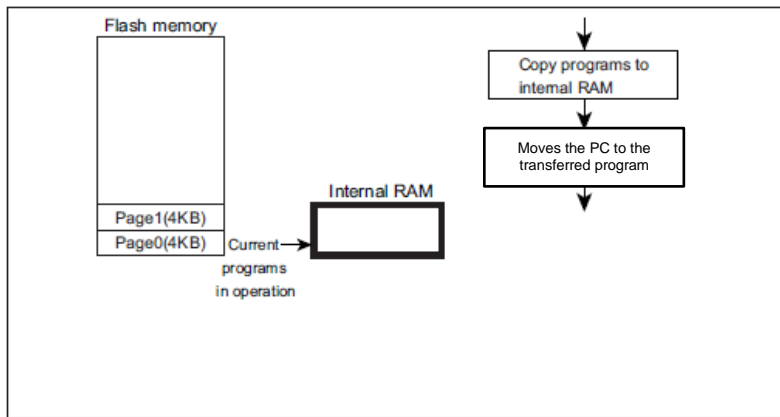 Flash memory
Page1(4KB)
Page0(4KB)
Current
programs
in operation
Internal RAM
Copy programs to
internal RAM
Moves the PC to the
transferred program